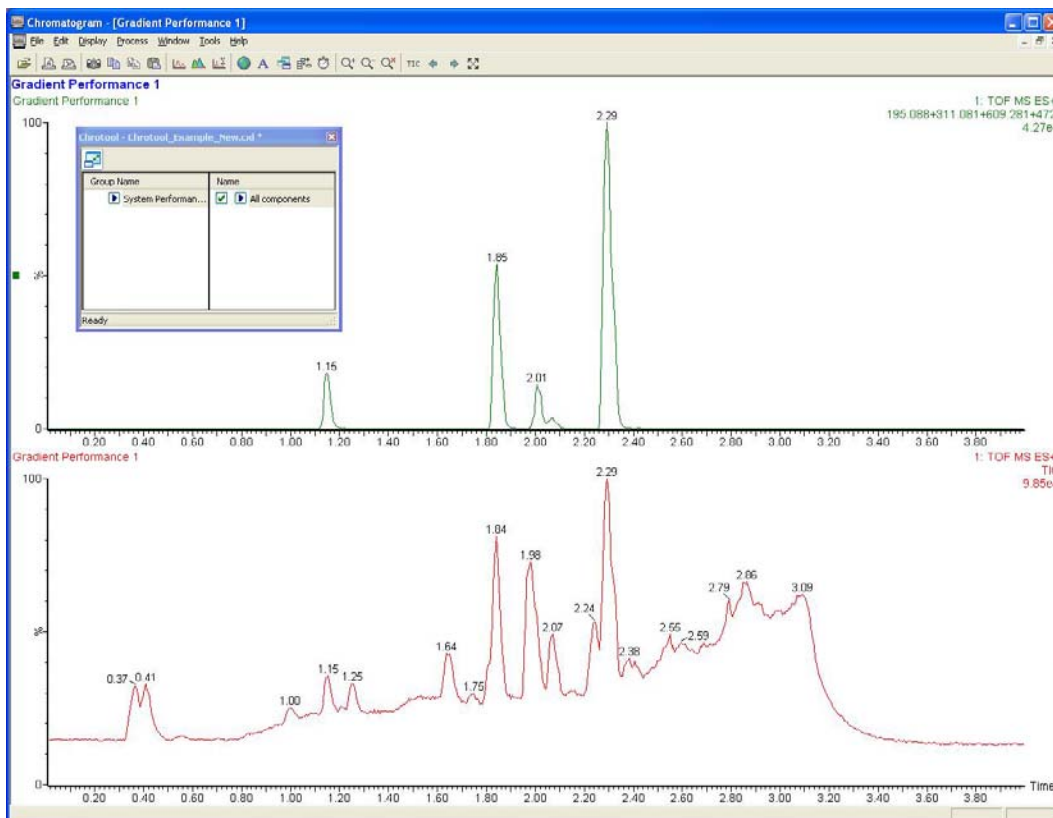 Chromatogram - [Gradient Performance 1]
File Edit Display Process Window Tools Help
TIC
Gradient Performance 1
Gradient Performance 1
1: TOF MS ES+
195.088+311.081+609.281+472
4.27e
100
2.29
Chrotool - Chrotool_Example_New.cxd *
Group Name Name
System Performan... All components
Ready
1.85
%
1.15
2.01
0
0.20 0.40 0.60 0.80 1.00 1.20 1.40 1.60 1.80 2.00 2.20 2.40 2.60 2.80 3.00 3.20 3.40 3.60 3.80
Gradient Performance 1
1: TOF MS ES+
TI
9.85e
100
2.29
1.84
1.98
2.79 2.86 3.09
2.24
2.07
%
1.64
2.55 2.59
2.38
0.37 0.41
1.15 1.25
1.75
1.00
0
Time
0.20 0.40 0.60 0.80 1.00 1.20 1.40 1.60 1.80 2.00 2.20 2.40 2.60 2.80 3.00 3.20 3.40 3.60 3.80